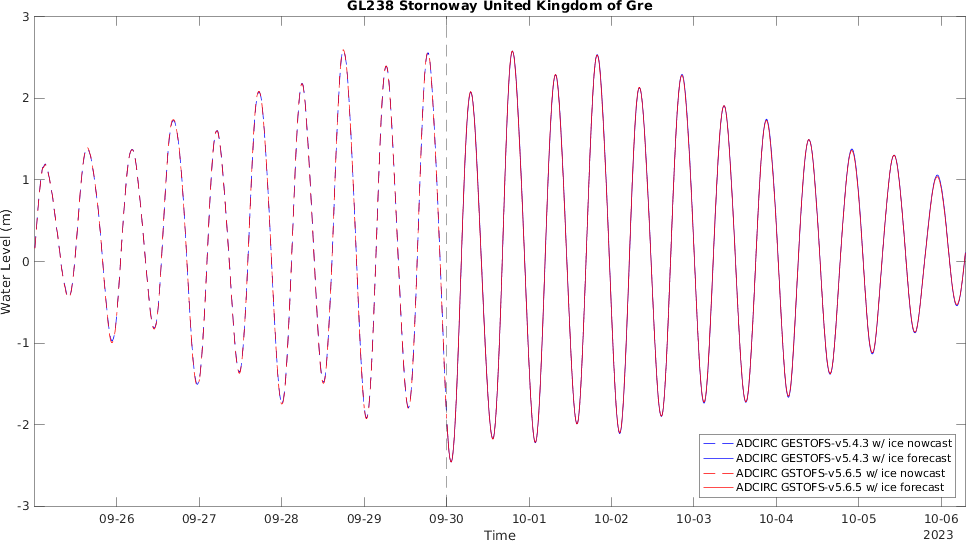 GL238 Stornoway United Kingdom of Gre
3
2
1
0
-1
-2
-3
Water Level (m)
ADCIRC GESTOFS-v5.4.3 w/ ice nowcast
ADCIRC GESTOFS-v5.4.3 w/ ice forecast
ADCIRC GSTOFS-v5.6.5 w/ ice nowcast
ADCIRC GSTOFS-v5.6.5 w/ ice forecast
09-26 09-27 09-28 09-29 09-30 10-01 10-02 10-03 10-04 10-05 10-06
2023
Time